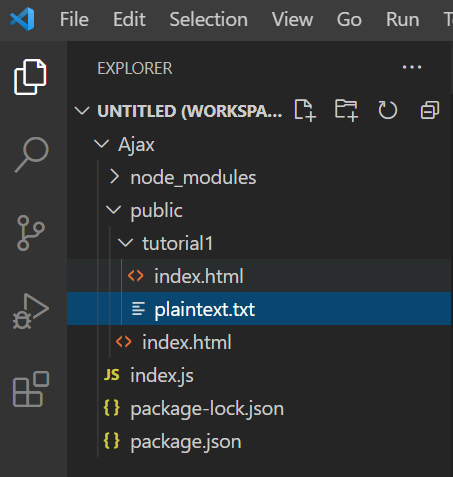 File Edit Selection View Go Run
EXPLORER
UNTITLED (WORKSPA...
Ajax
node_modules
public
tutorial1
index.html
plaintext.txt
index.html
JS index.js
{} package-lock.json
{} package.json